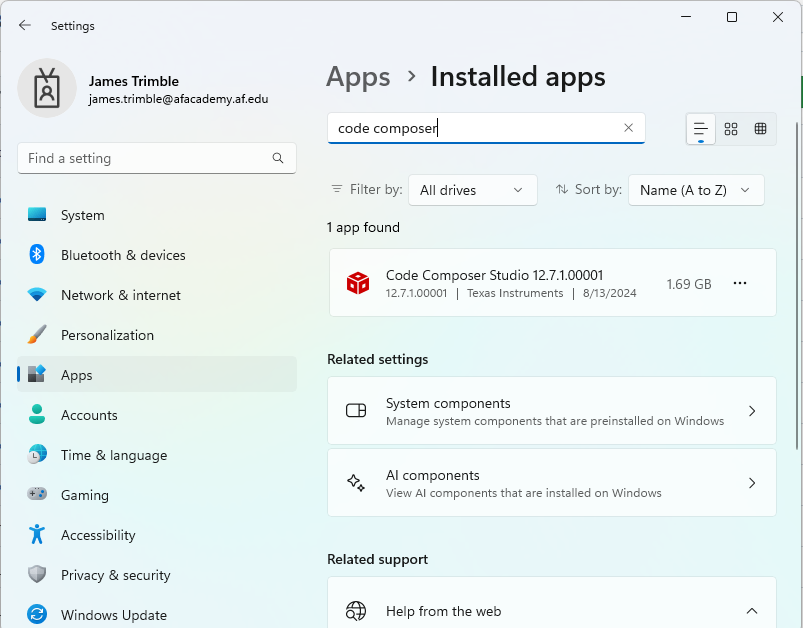 Settings
James Trimble
james.trimble@afacademy.af.edu
Find a setting
System
Bluetooth & devices
Network & internet
Personalization
Apps
Accounts
Time & language
Gaming
Accessibility
Privacy & security
Windows Update
Apps > Installed apps
code composer
Filter by: All drives Sort by: Name (A to Z)
1 app found
Code Composer Studio 12.7.1.00001
12.7.1.00001 | Texas Instruments | 8/13/2024
1.69 GB
Related settings
System components
Manage system components that are preinstalled on Windows
AI components
View AI components that are installed on Windows
Related support
Help from the web